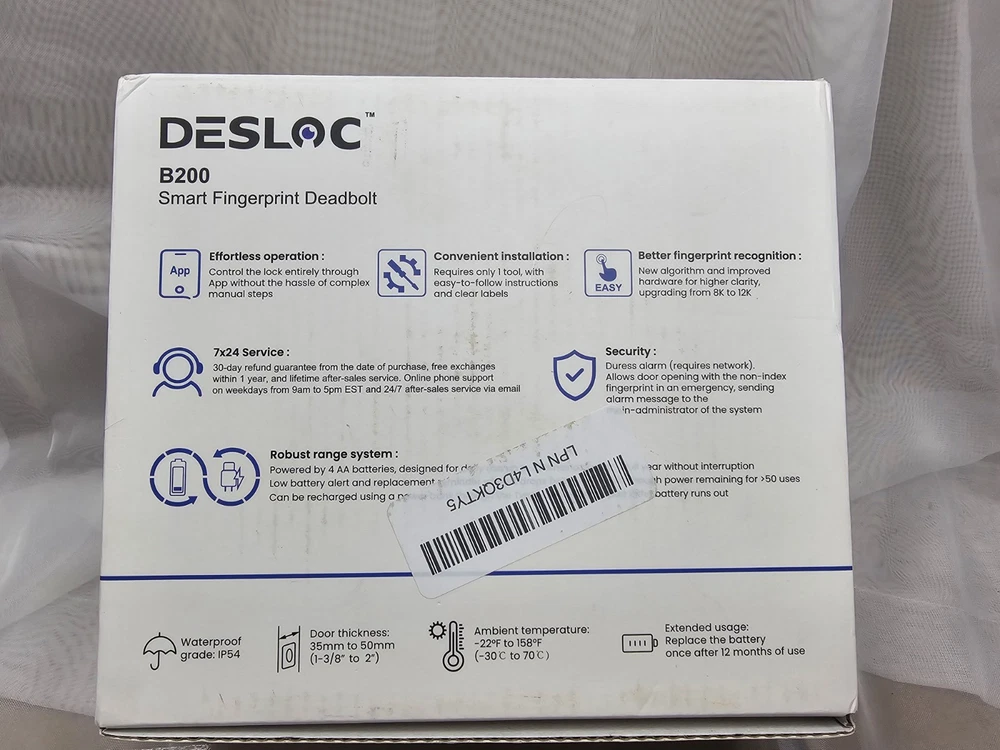 DESLOC™
B200
Smart Fingerprint Deadbolt
App
Effortless operation :
Control the lock entirely through
App without the hassle of complex
manual steps
Convenient installation :
Requires only 1 tool, with
easy-to-follow instructions
and clear labels
EASY
Better fingerprint recognition :
New algorithm and improved
hardware for higher clarity,
upgrading from 8K to 12K
7x24 Service :
30-day refund guarantee from the date of purchase, free exchanges
within 1 year, and lifetime after-sales service. Online phone support
on weekdays from 9am to 5pm EST and 24/7 after-sales service via email
Security :
Duress alarm (requires network).
Allows door opening with the non-index
fingerprint in an emergency, sending
alarm message to the
in-administrator of the system
Robust range system :
Powered by 4 AA batteries, designed for
without interruption
Low battery alert and replacement
power remaining for >50 uses
Can be recharged using a
battery runs out
LPN N L4D3QKTY5
Waterproof
grade: IP54
Door thickness:
35mm to 50mm
(1-3/8” to 2”)
Ambient temperature:
-22°F to 158°F
(-30℃ to 70℃)
Extended usage:
Replace the battery
once after 12 months of use